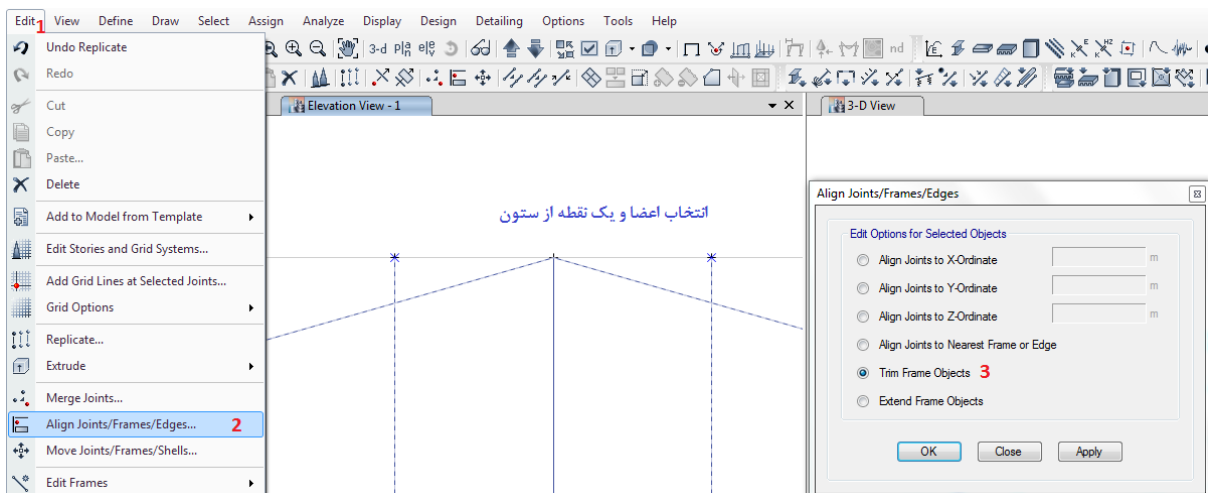 Edit 1 View Define Draw Select Assign Analyze Display Design Detailing Options Tools Help
Undo Replicate
Redo
Cut
Copy
Paste...
Delete
Add to Model from Template
Edit Stories and Grid Systems...
Add Grid Lines at Selected Joints...
Grid Options
Replicate...
Extrude
Merge Joints...
Align Joints/Frames/Edges... 2
Move Joints/Frames/Shells...
Edit Frames
3-d
nd
Elevation View - 1
انتخاب اعضا و یک نقطه از ستون
3-D View
Align Joints/Frames/Edges
Edit Options for Selected Objects
Align Joints to X-Ordinate m
Align Joints to Y-Ordinate m
Align Joints to Z-Ordinate m
Align Joints to Nearest Frame or Edge
Trim Frame Objects 3
Extend Frame Objects
OK Close Apply